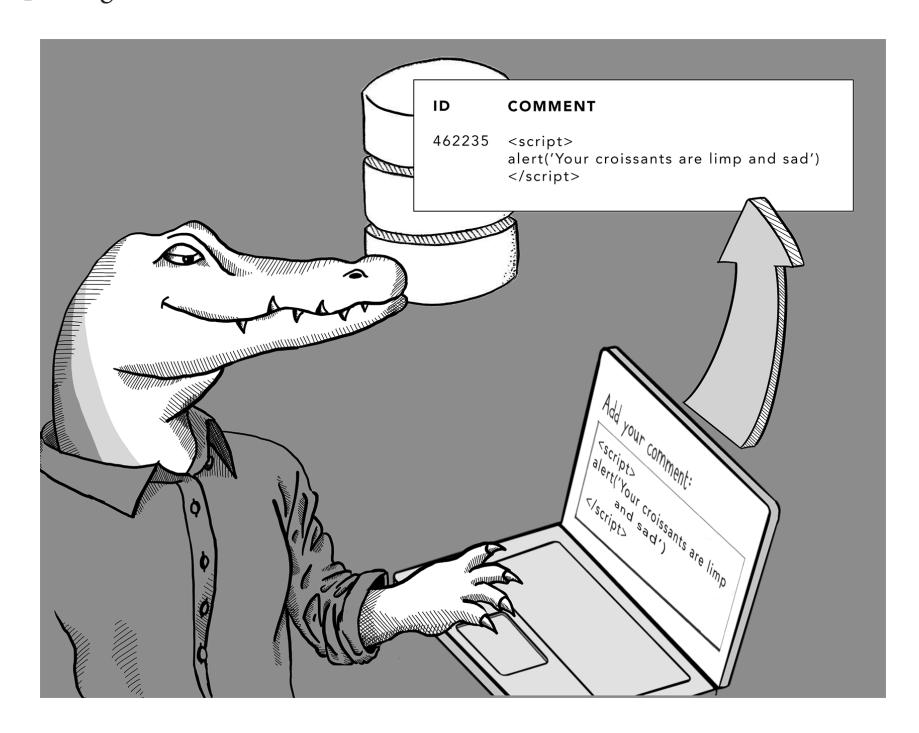 ID COMMENT
462235 <script>
alert('Your croissants are limp and sad')
</script>
Add your comment:
<script>
alert('Your croissants are limp
and sad')
</script>